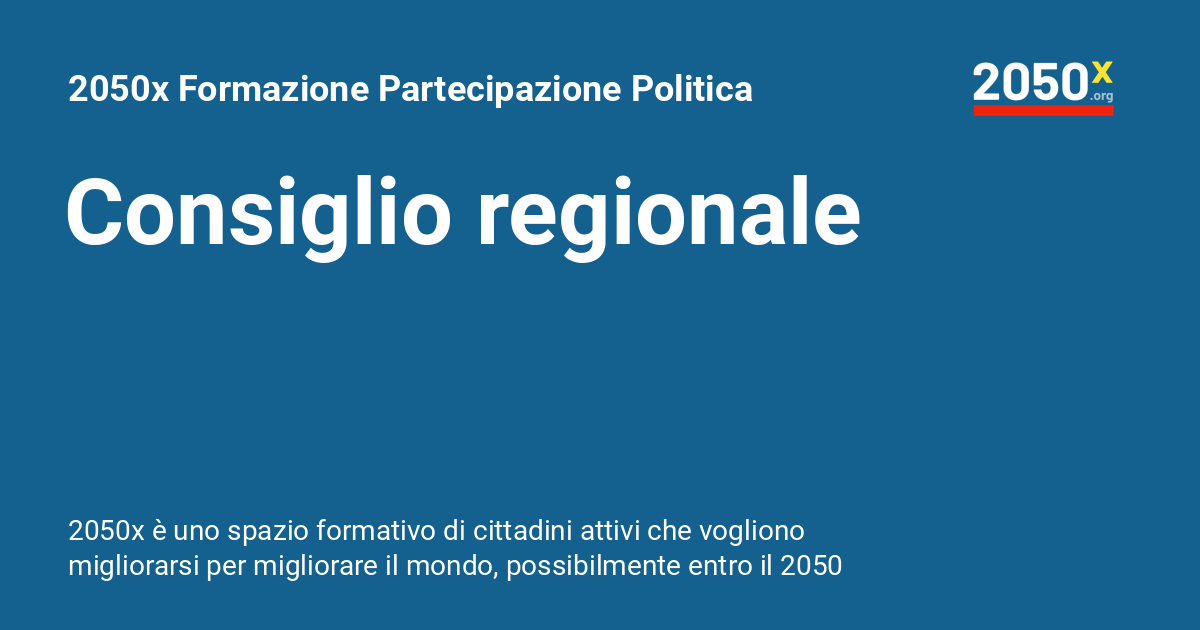 2050x Formazione Partecipazione Politica
2050x
.org
Consiglio regionale
2050x è uno spazio formativo di cittadini attivi che vogliono
migliorarsi per migliorare il mondo, possibilmente entro il 2050